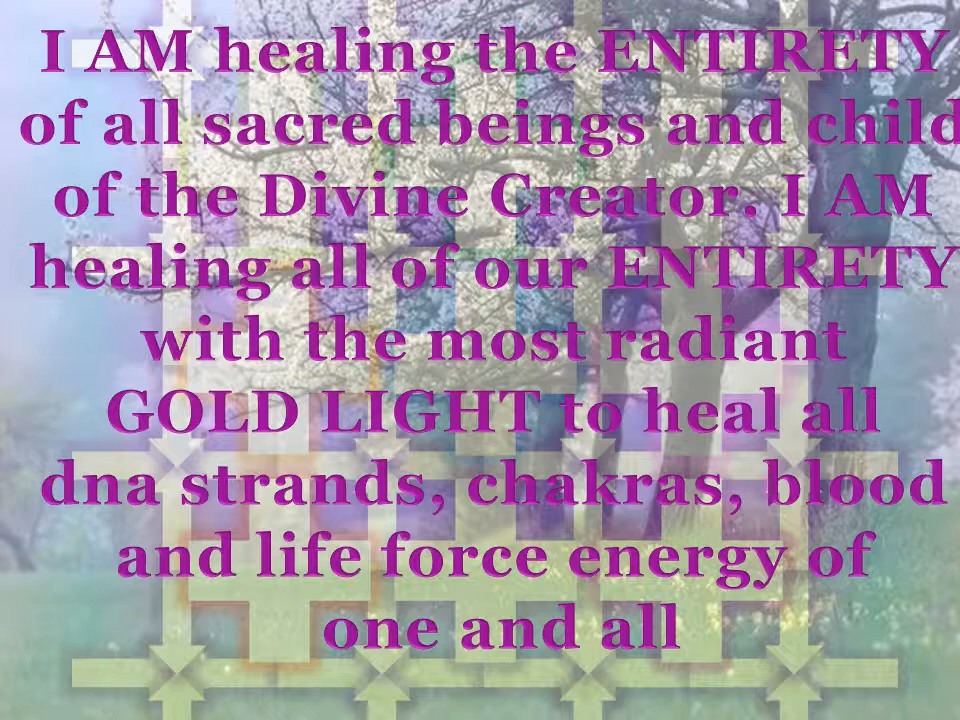 I AM healing the ENTIRETY
of all sacred beings and child
of the Divine Creator. I AM
healing all of our ENTIRETY
with the most radiant
GOLD LIGHT to heal all
dna strands, chakras, blood
and life force energy of
one and all